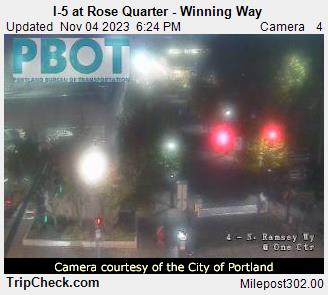 I-5 at Rose Quarter - Winning Way
Updated Nov 04 2023 6:24 PM Camera 4
PBOT
PORTLAND BUREAU OF TRANSPORTATION
4 - N. Ramsey Wy
@ One Ctr
Camera courtesy of the City of Portland
TripCheck.com Milepost302.00